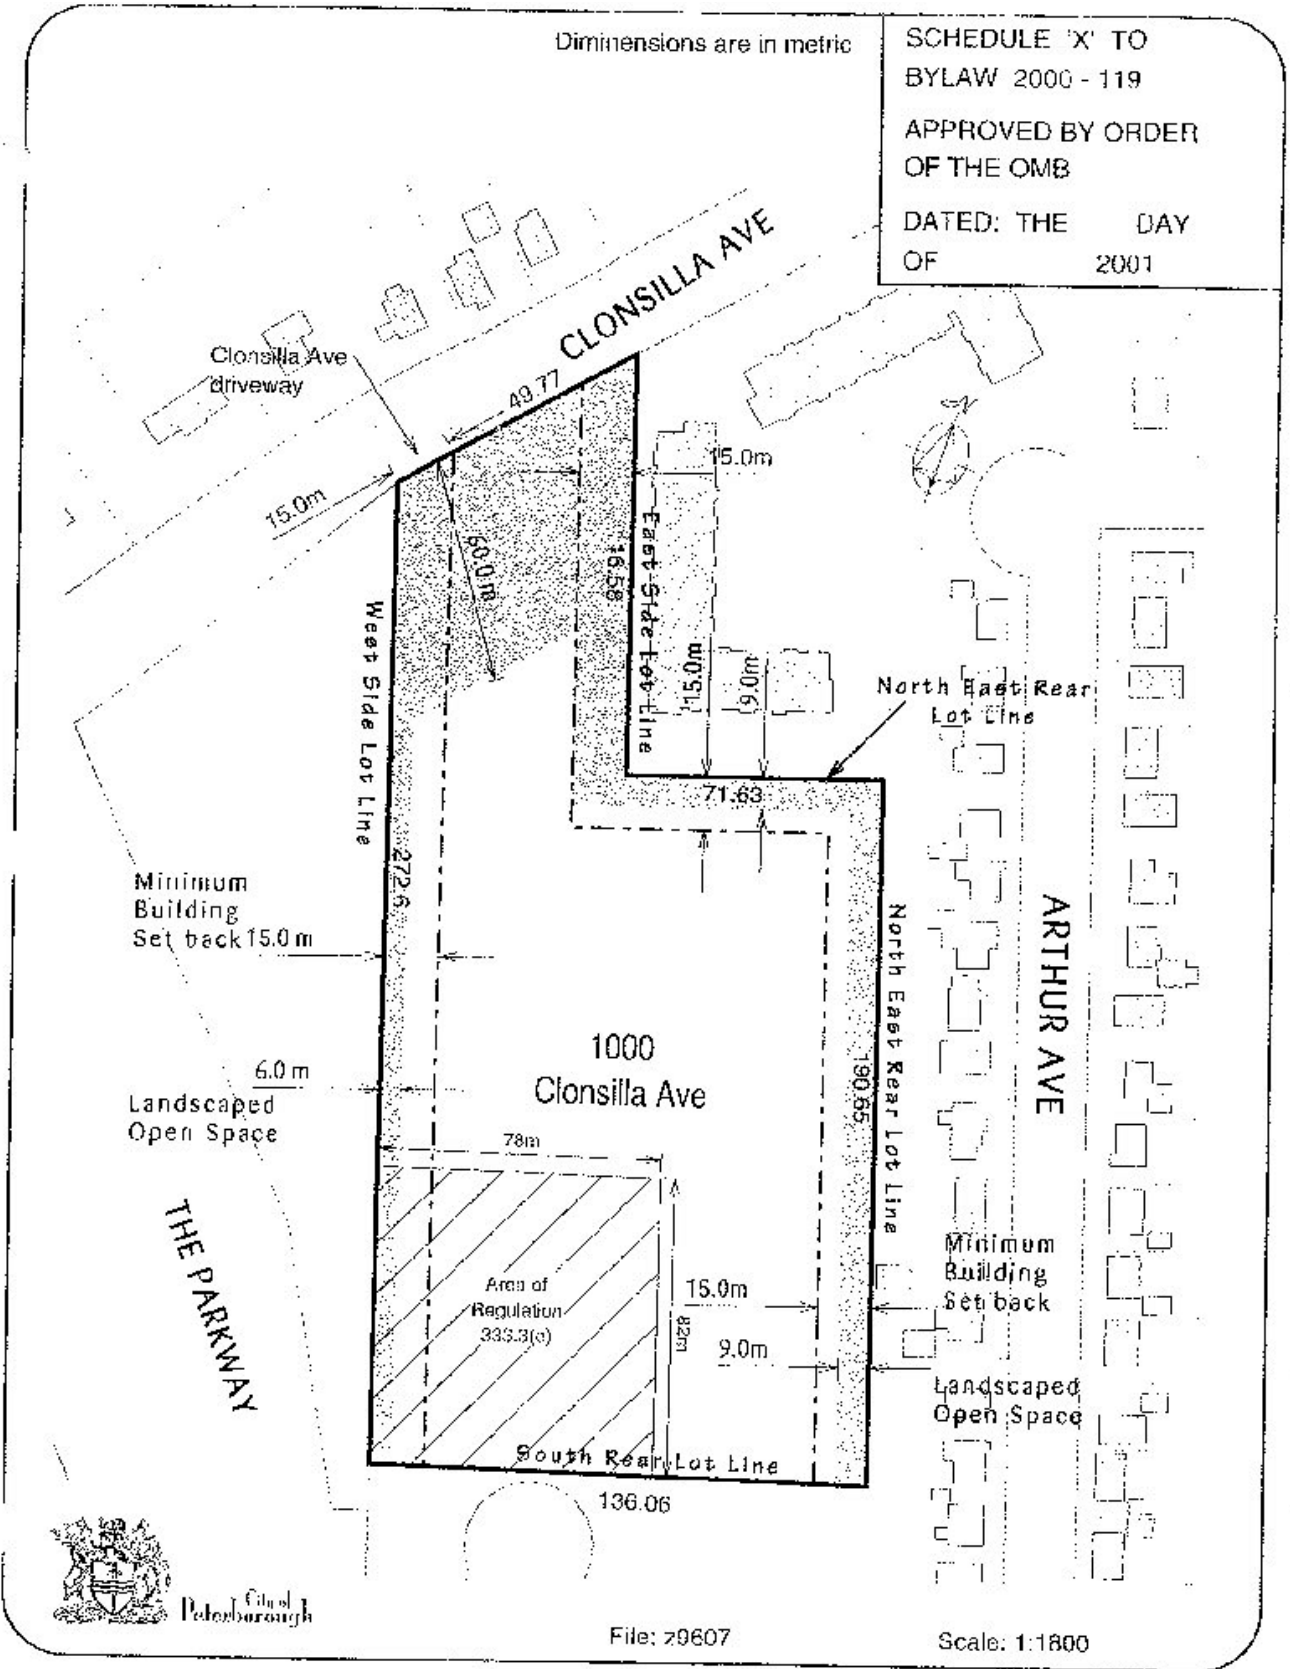 Diminensions are in metric
SCHEDULE 'X' TO
BYLAW 2000 - 119
APPROVED BY ORDER
OF THE OMB
DATED: THE DAY
OF 2001
CLONSILLA AVE
Clonsilla Ave
driveway
49.77
15.0m
15.0m
60.0m
East Side Lot Line
West Side Lot Line
115.0m
9.0m
North East Rear
Lot Line
71.63
272.6
Minimum
Building
Set back 15.0 m
North East Rear Lot Line
ARTHUR AVE
1000
Clonsilla Ave
6.0 m
Landscaped
Open Space
190.65
78m
THE PARKWAY
Area of
Regulation
82m
15.0m
Minimum
Building
Set back
9.0m
Landscaped
Open Space
South Rear Lot Line
136.06
City of
Peterborough
File: z9607
Scale: 1:1800